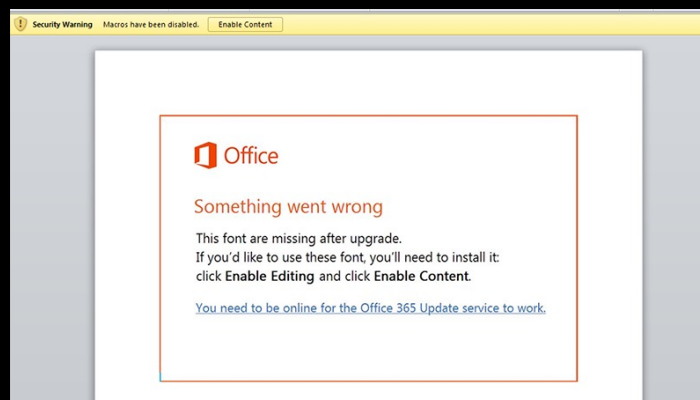 Security Warning Macros have been disabled. Enable Content
Office
Something went wrong
This font are missing after upgrade.
If you'd like to use these font, you'll need to install it:
click Enable Editing and click Enable Content.
You need to be online for the Office 365 Update service to work.